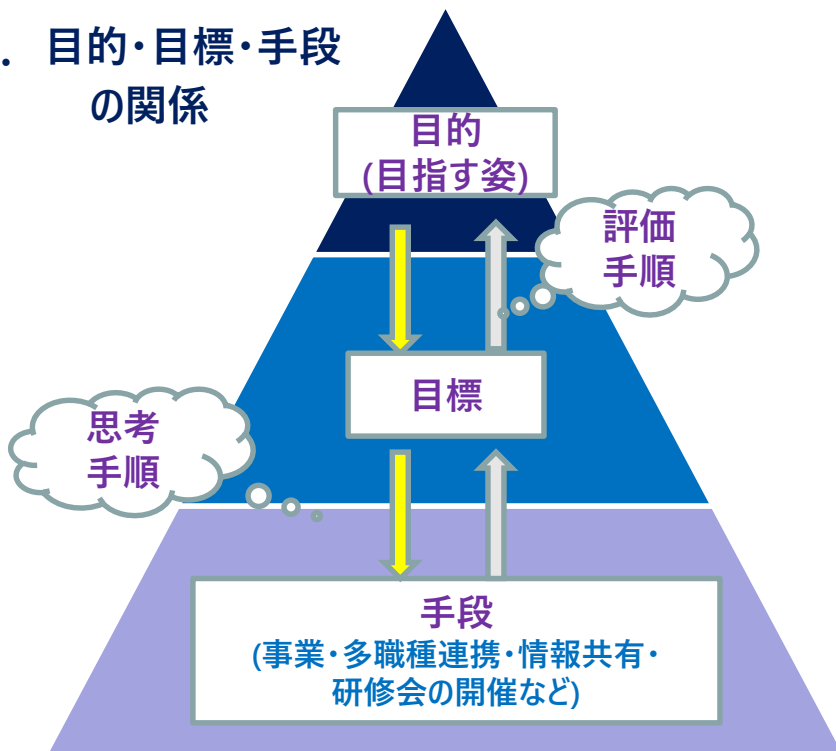 . 目的・目標・手段
の関係
目的
(目指す姿)
評価
手順
目標
思考
手順
手段
(事業・多職種連携・情報共有・
研修会の開催など)